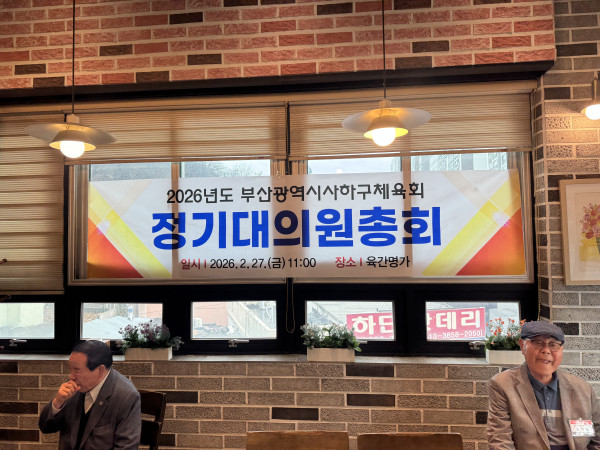 2026년도 부산광역시사하구체육회
정기대의원총회
일시 | 2026. 2. 27.(금) 11:00 장소 | 육간명가
하단
데리